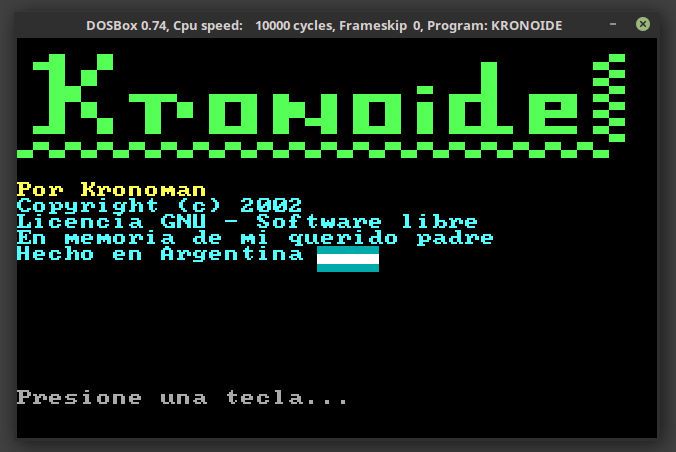 DOSBox 0.74, Cpu speed: 10000 cycles, Frameskip 0, Program: KRONOIDE
Kronoide
Por Kronoman
Copyright (c) 2002
Licencia GNU - Software libre
En memoria de mi querido padre
Hecho en Argentina
Presione una tecla...